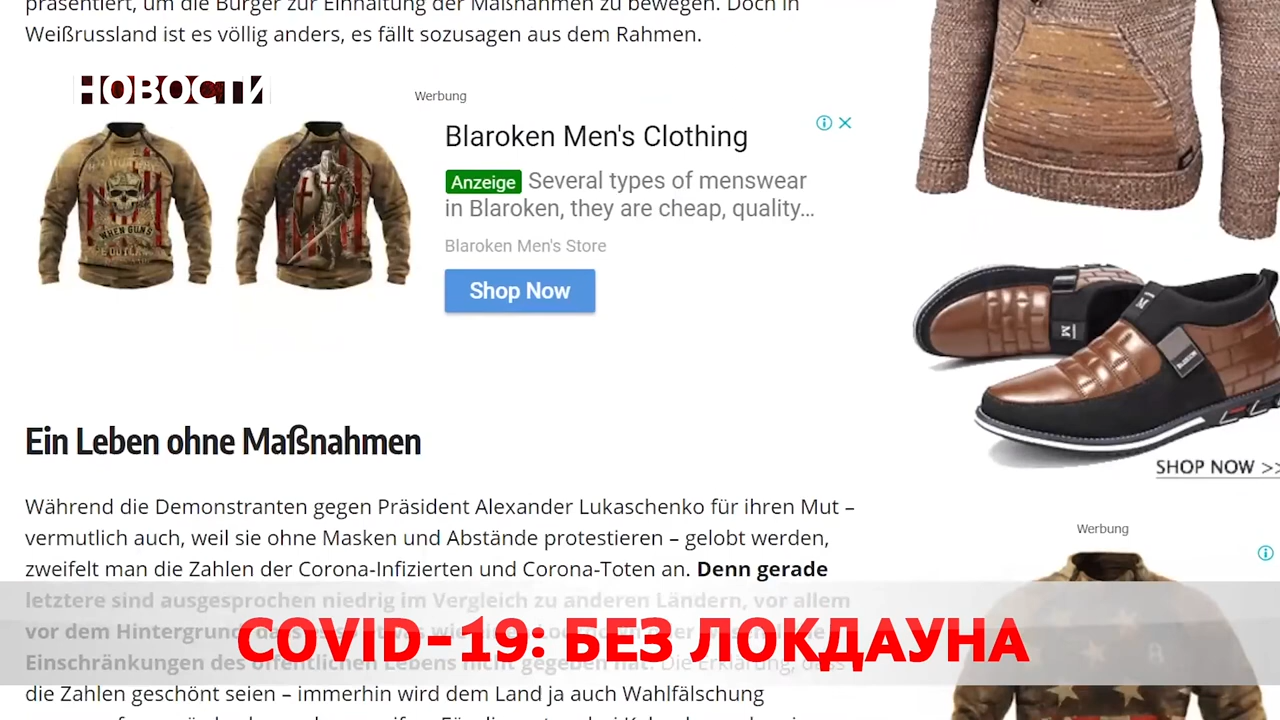 präsentiert, um die Bürger zur Einhaltung der Maßnahmen zu bewegen. Doch in
Weißrussland ist es völlig anders, es fällt sozusagen aus dem Rahmen.
НОВОСТИ
Werbung
Blaroken Men's Clothing
Anzeige Several types of menswear
in Blaroken, they are cheap, quality...
Blaroken Men's Store
Shop Now
WHEN GUNS
SHOP NOW >>
Ein Leben ohne Maßnahmen
Während die Demonstranten gegen Präsident Alexander Lukaschenko für ihren Mut –
vermutlich auch, weil sie ohne Masken und Abstände protestieren – gelobt werden,
zweifelt man die Zahlen der Corona-Infizierten und Corona-Toten an. Denn gerade
letztere sind ausgesprochen niedrig im Vergleich zu anderen Ländern, vor allem
vor dem Hintergrund
Einschränkungen des öffentlichen Lebens nicht gegeben hat. Die Erklärung, dass
die Zahlen geschönt seien – immerhin wird dem Land ja auch Wahlfälschung
Werbung
COVID-19: БЕЗ ЛОКДАУНА